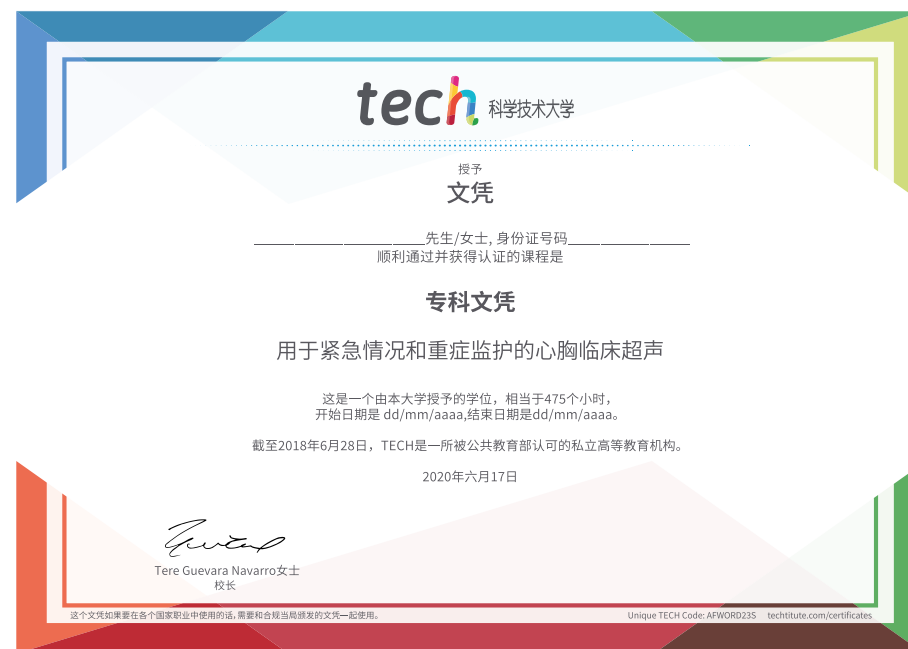 tech 科学技术大学
授予
文凭
先生/女士, 身份证号码
顺利通过并获得认证的课程是
专科文凭
用于紧急情况和重症监护的心胸临床超声
这是一个由本大学授予的学位，相当于475个小时，
开始日期是 dd/mm/aaaa,结束日期是dd/mm/aaaa。
截至2018年6月28日，TECH是一所被公共教育部认可的私立高等教育机构。
2020年六月17日
Tere Guevara Navarro女士
校长
这个文凭如果要在各个国家职业中使用的话,需要和合规当局颁发的文凭一起使用。
Unique TECH Code: AFWORD23S techtitute.com/certificates